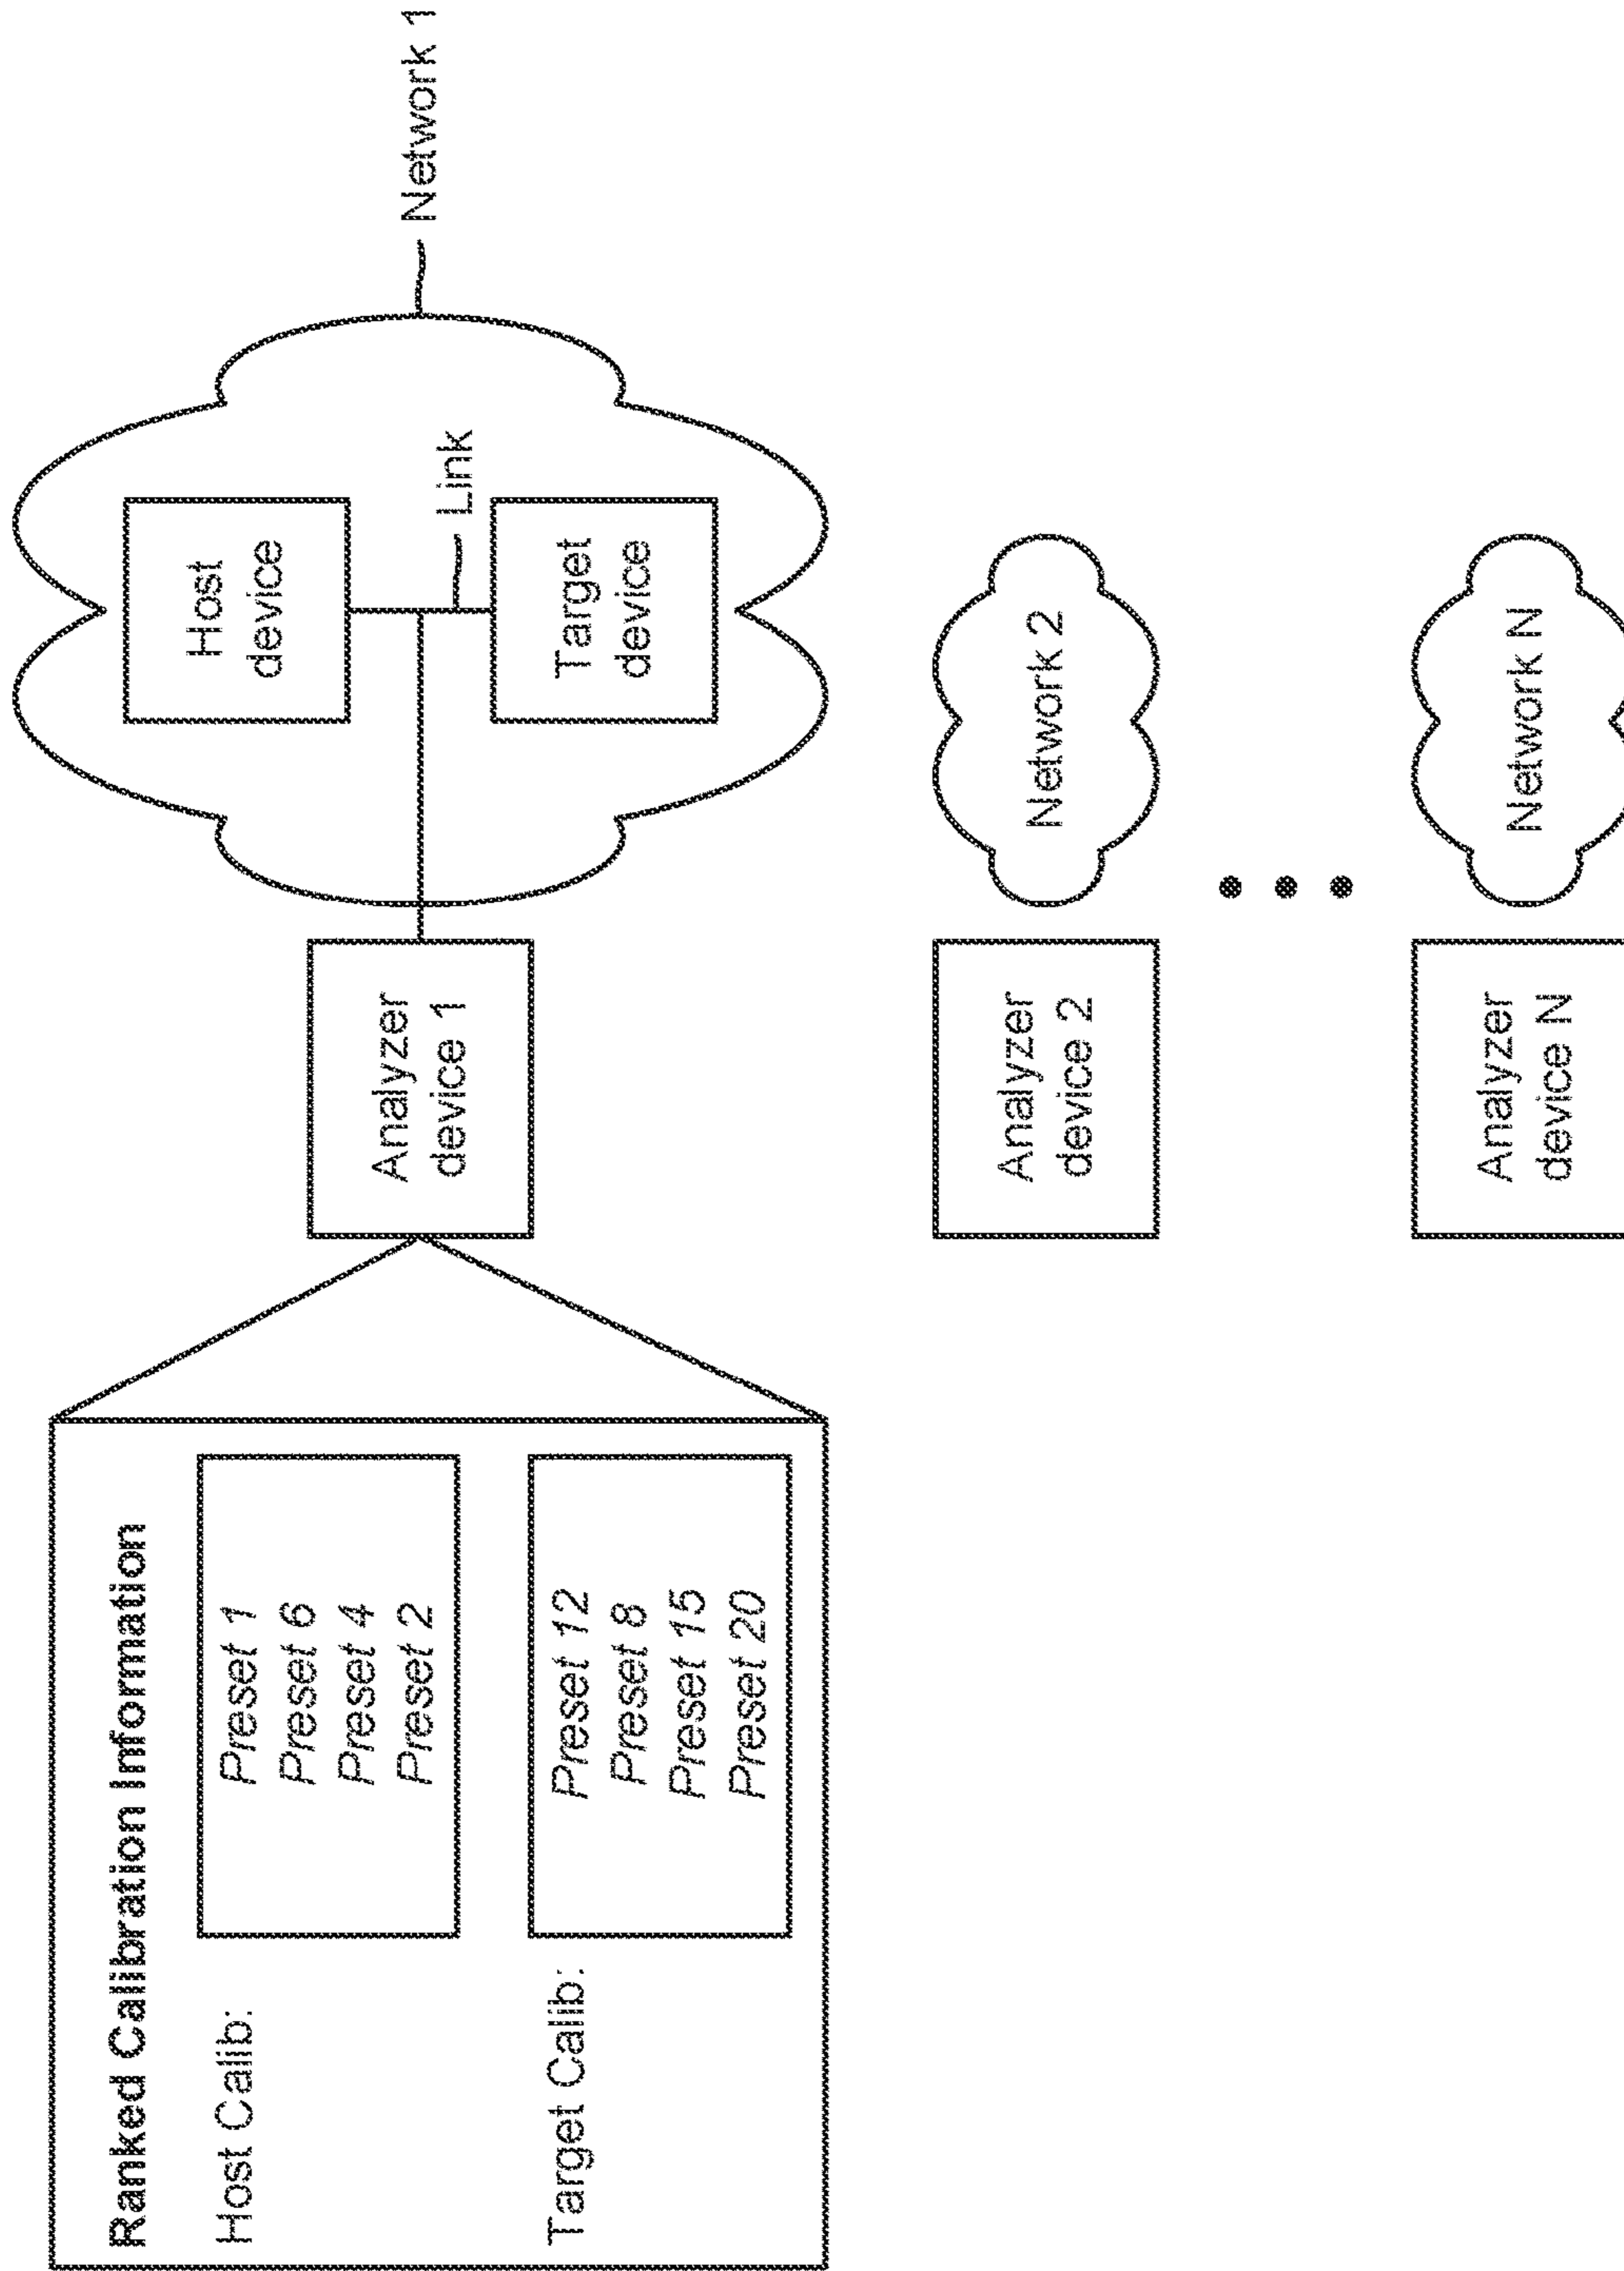 Ranked Calibration Information
Host Calib:
Preset 1
Preset 6
Preset 4
Preset 2
Target Calib:
Preset 12
Preset 8
Preset 15
Preset 20
Analyzer
device 1
Host
device
Link
Target
device
Network 1
Analyzer
device 2
Network 2
Analyzer
device N
Network N